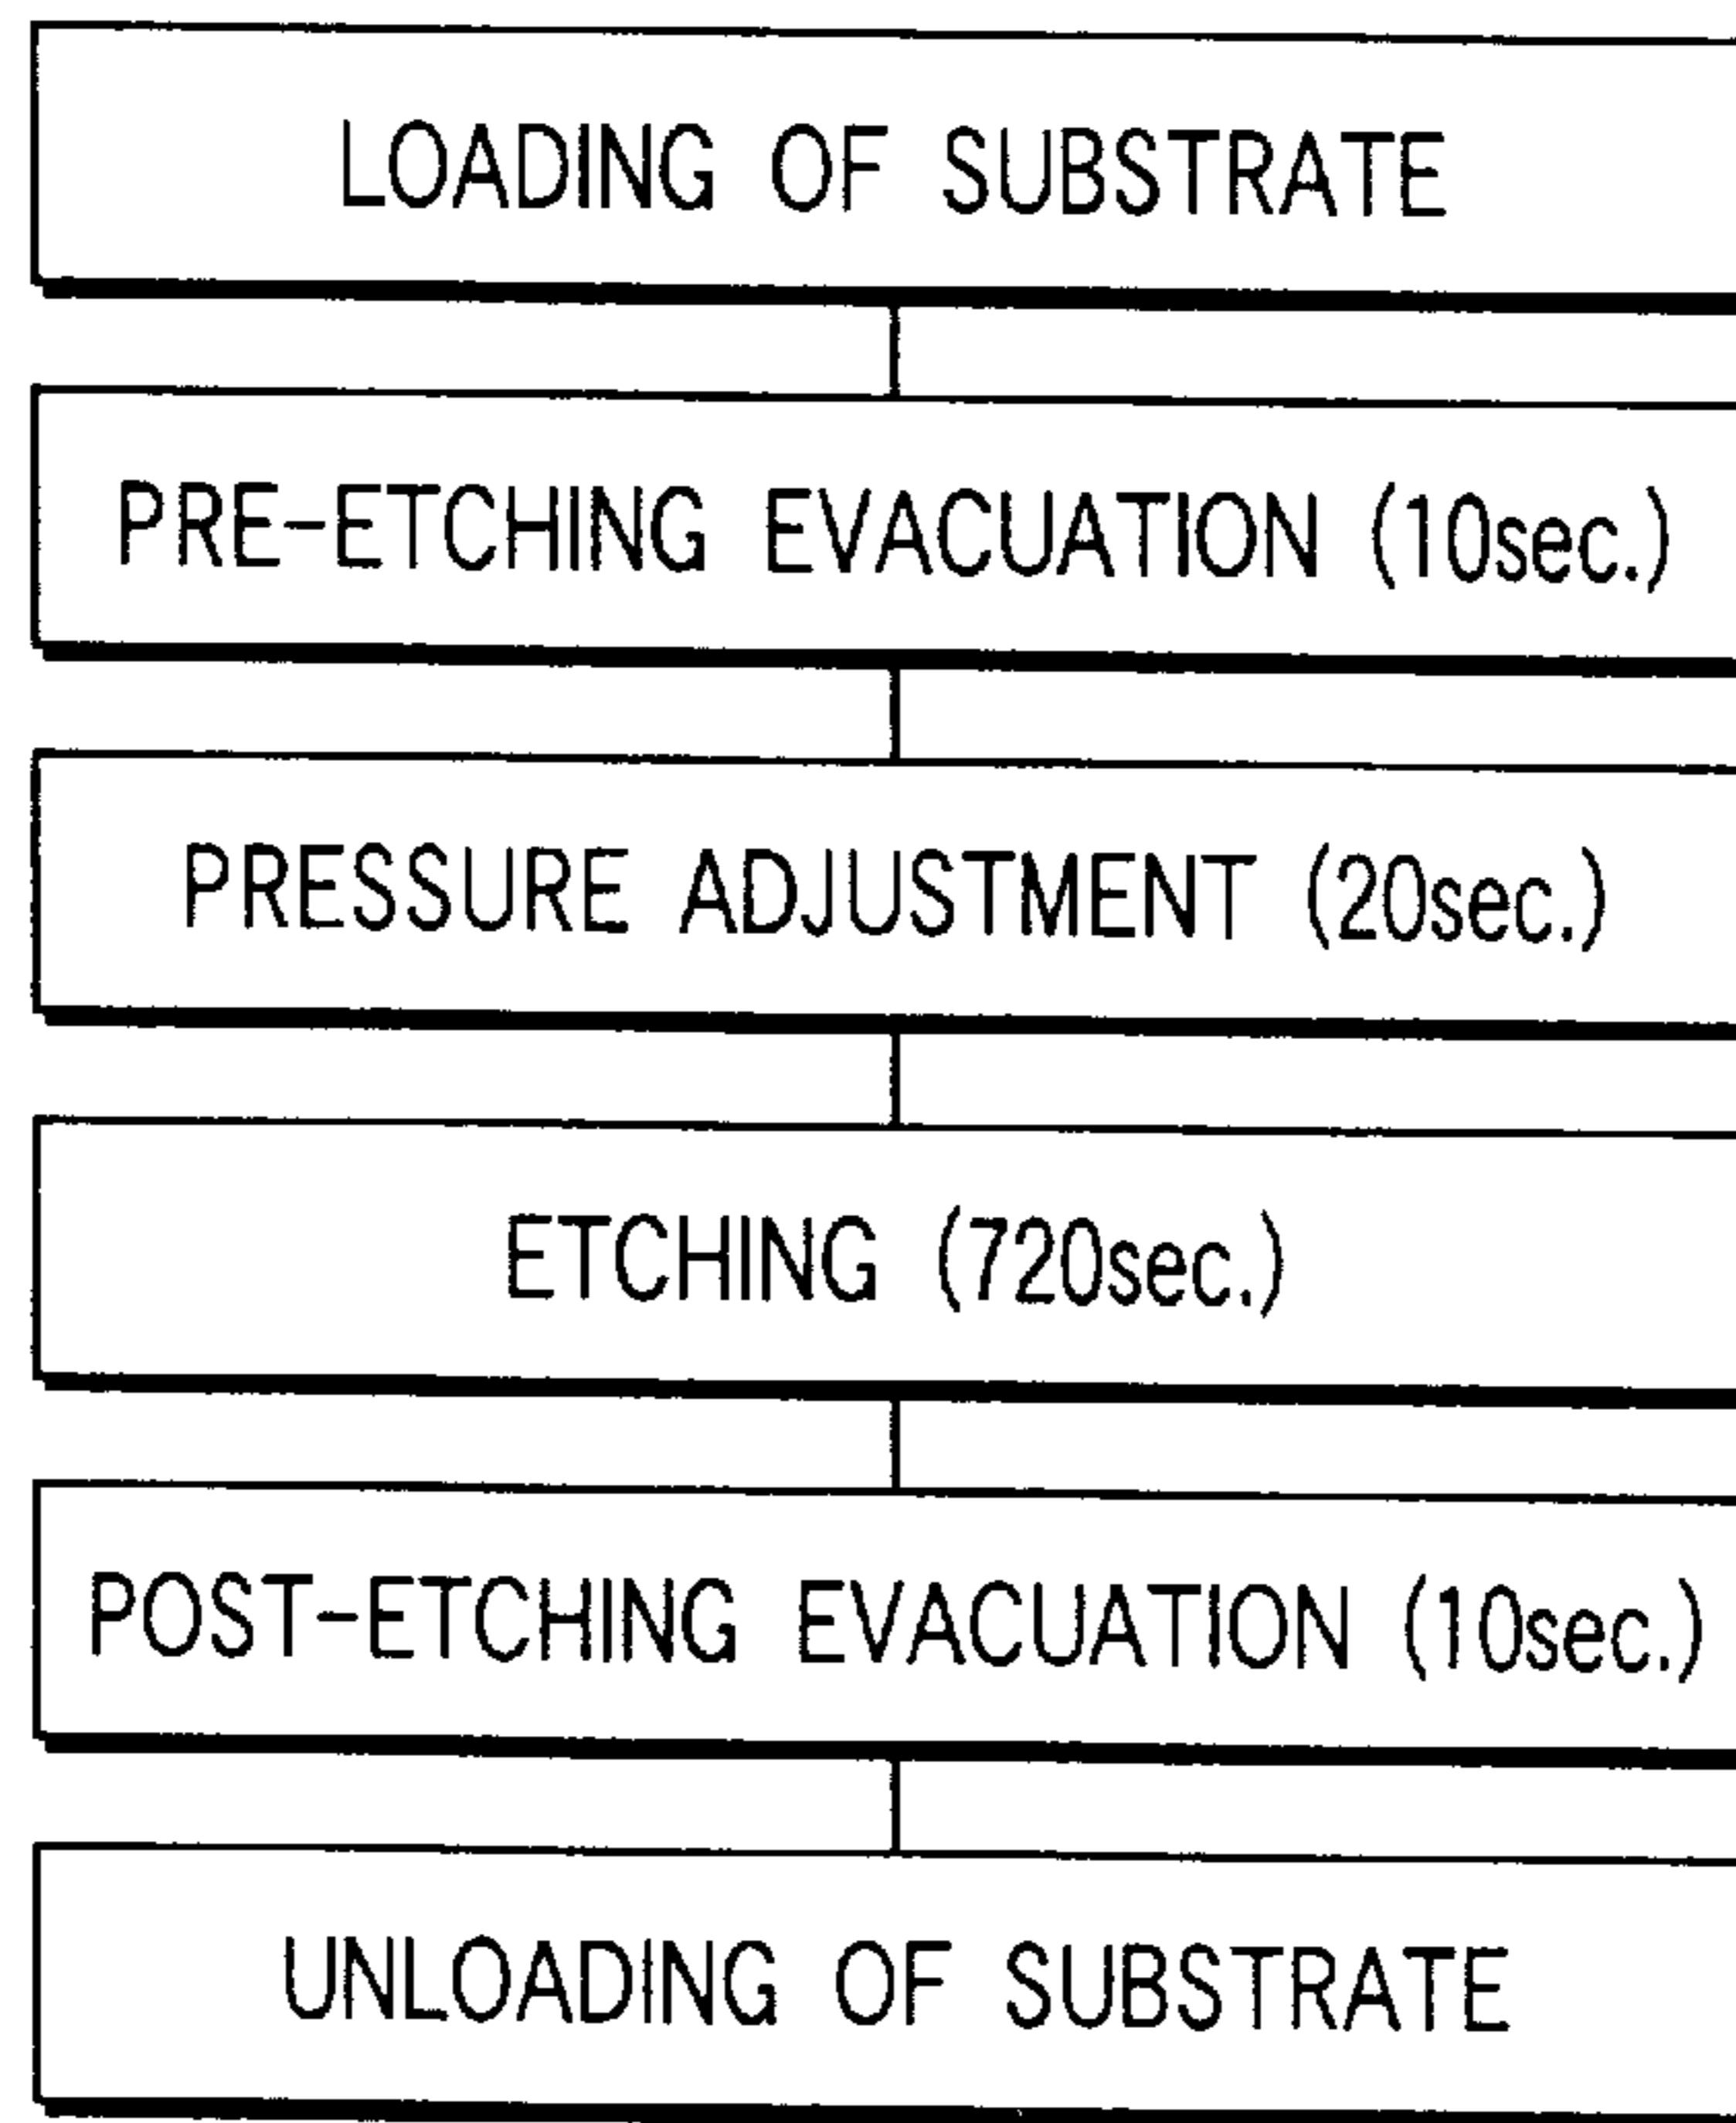 LOADING OF SUBSTRATE
PRE-ETCHING EVACUATION (10sec.)
PRESSURE ADJUSTMENT (20sec.)
ETCHING (720sec.)
POST-ETCHING EVACUATION (10sec.)
UNLOADING OF SUBSTRATE